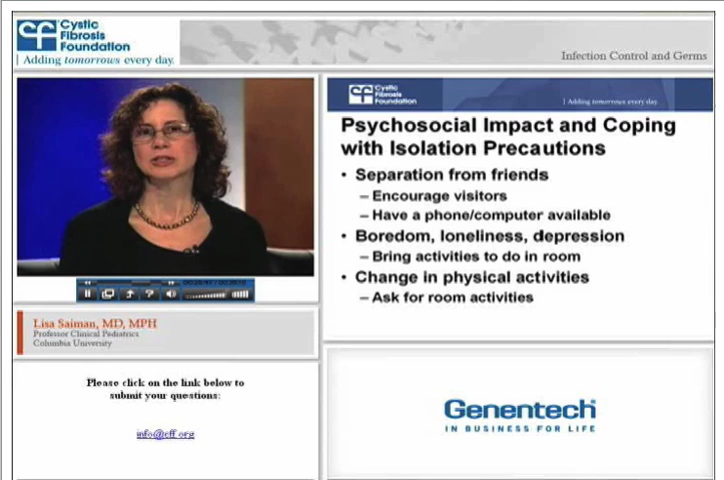 Cystic
Fibrosis
Foundation
Adding tomorrows every day.
Infection Control and Germs
Cystic
Fibrosis
Foundation
Adding tomorrows every day
Psychosocial Impact and Coping
with Isolation Precautions
• Separation from friends
– Encourage visitors
– Have a phone/computer available
• Boredom, loneliness, depression
– Bring activities to do in room
• Change in physical activities
– Ask for room activities
Lisa Saiman, MD, MPH
Professor Clinical Pediatrics
Columbia University
Please click on the link below to
submit your questions:
info@cff.org
Genentech
IN BUSINESS FOR LIFE